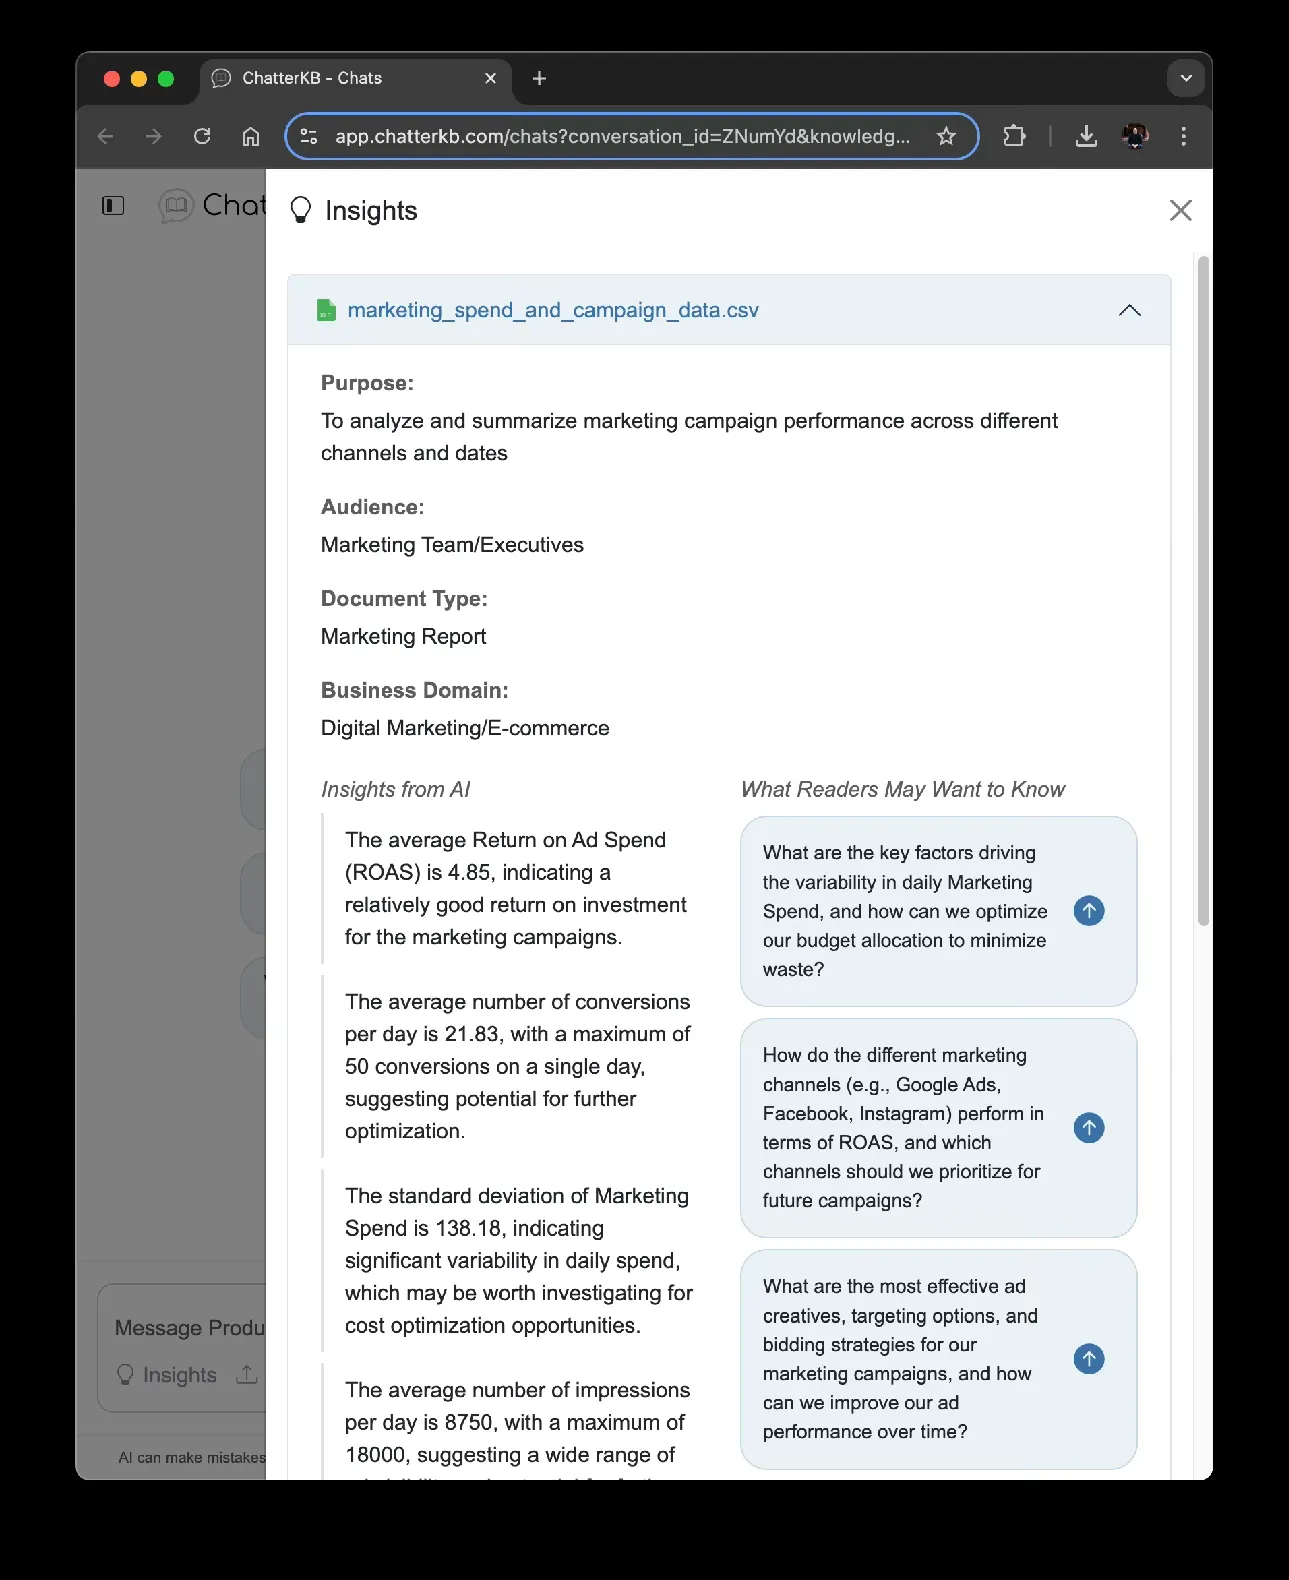 ChatterKB - Chats
app.chatterkb.com/chats?conversation_id=ZNumYd&knowledg...
Chat
Insights
marketing_spend_and_campaign_data.csv
Purpose:
To analyze and summarize marketing campaign performance across different
channels and dates
Audience:
Marketing Team/Executives
Document Type:
Marketing Report
Business Domain:
Digital Marketing/E-commerce
Insights from AI
The average Return on Ad Spend
(ROAS) is 4.85, indicating a
relatively good return on investment
for the marketing campaigns.
The average number of conversions
per day is 21.83, with a maximum of
50 conversions on a single day,
suggesting potential for further
optimization.
The standard deviation of Marketing
Spend is 138.18, indicating
significant variability in daily spend,
which may be worth investigating for
cost optimization opportunities.
The average number of impressions
per day is 8750, with a maximum of
18000, suggesting a wide range of
What Readers May Want to Know
What are the key factors driving
the variability in daily Marketing
Spend, and how can we optimize
our budget allocation to minimize
waste?
How do the different marketing
channels (e.g., Google Ads,
Facebook, Instagram) perform in
terms of ROAS, and which
channels should we prioritize for
future campaigns?
What are the most effective ad
creatives, targeting options, and
bidding strategies for our
marketing campaigns, and how
can we improve our ad
performance over time?
Message Produ
Insights
AI can make mistakes